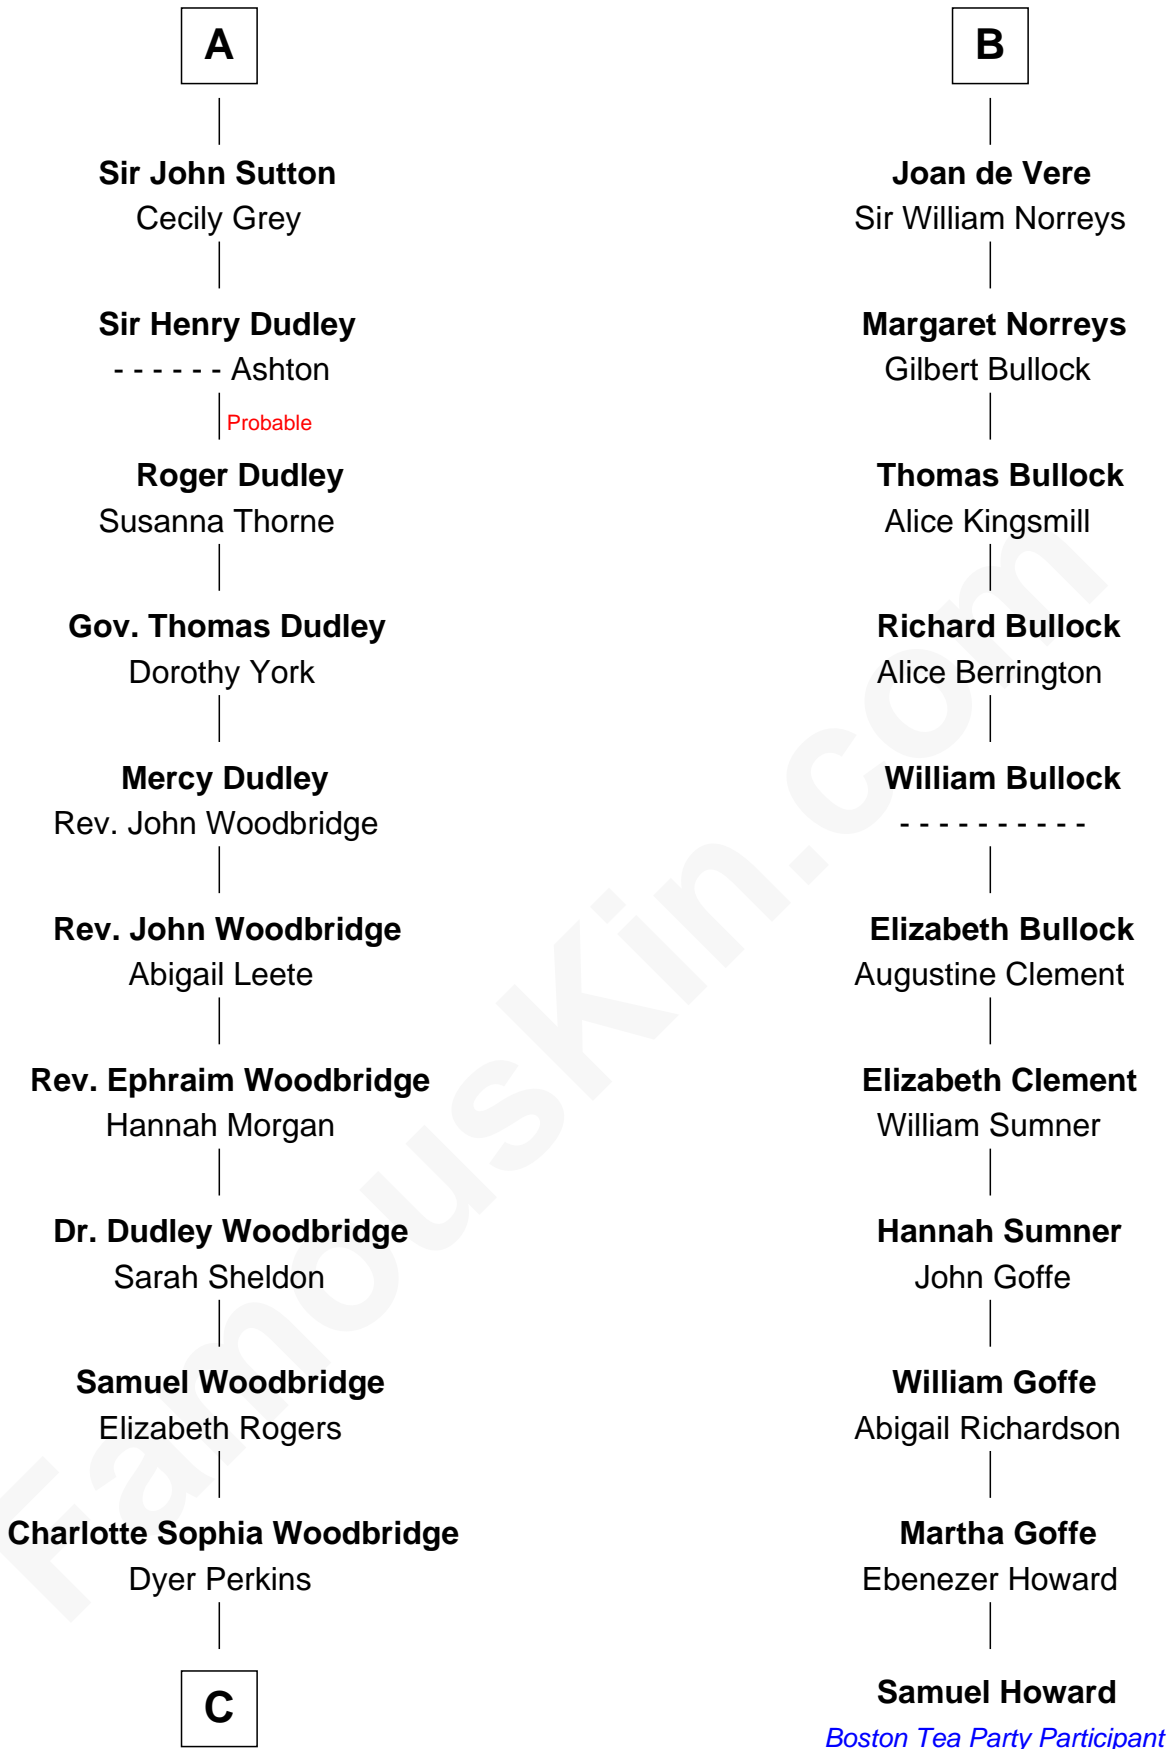 A
Sir John Sutton
Cecily Grey
Sir Henry Dudley
- - - - - - Ashton
Probable
Roger Dudley
Susanna Thorne
Gov. Thomas Dudley
Dorothy York
Mercy Dudley
Rev. John Woodbridge
Rev. John Woodbridge
Abigail Leete
Rev. Ephraim Woodbridge
Hannah Morgan
Dr. Dudley Woodbridge
Sarah Sheldon
Samuel Woodbridge
Elizabeth Rogers
Charlotte Sophia Woodbridge
Dyer Perkins
C
B
Joan de Vere
Sir William Norreys
Margaret Norreys
Gilbert Bullock
Thomas Bullock
Alice Kingsmill
Richard Bullock
Alice Berrington
William Bullock
- - - - - - - - - -
Elizabeth Bullock
Augustine Clement
Elizabeth Clement
William Sumner
Hannah Sumner
John Goffe
William Goffe
Abigail Richardson
Martha Goffe
Ebenezer Howard
Samuel Howard
Boston Tea Party Participant
FamousKin.com